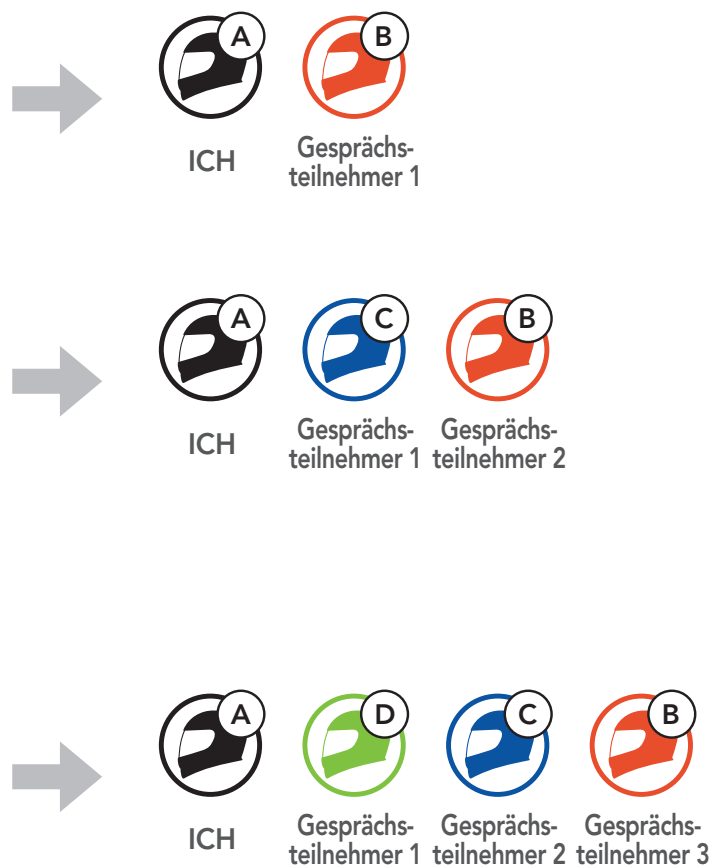 A B
ICH Gesprächs-
teilnehmer 1
A C B
ICH Gesprächs- Gesprächs-
teilnehmer 1 teilnehmer 2
A D C B
ICH Gesprächs- Gesprächs- Gesprächs-
teilnehmer 1 teilnehmer 2 teilnehmer 3